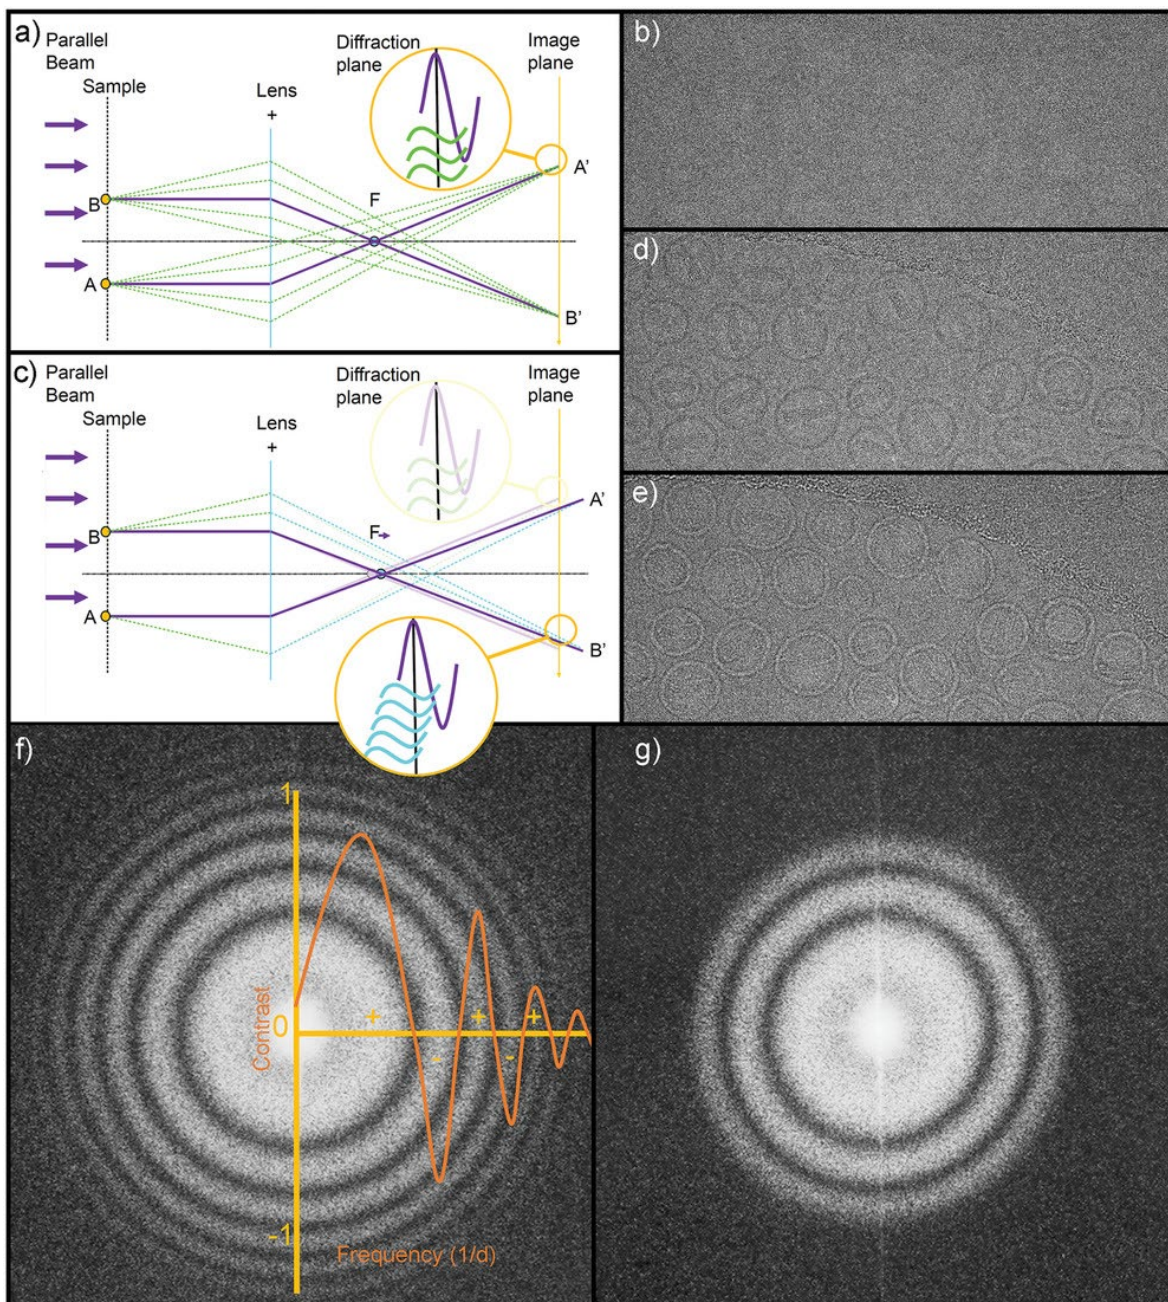 a)
Parallel
Beam
Sample
Lens
+
Diffraction
plane
Image
plane
B
A
F
A'
B'
b)
c)
Parallel
Beam
Sample
Lens
+
Diffraction
plane
Image
plane
B
A
F
A'
B'
d)
e)
f)
1
0
-1
Contrast
+
-
+
-
+
Frequency (1/d)
g)